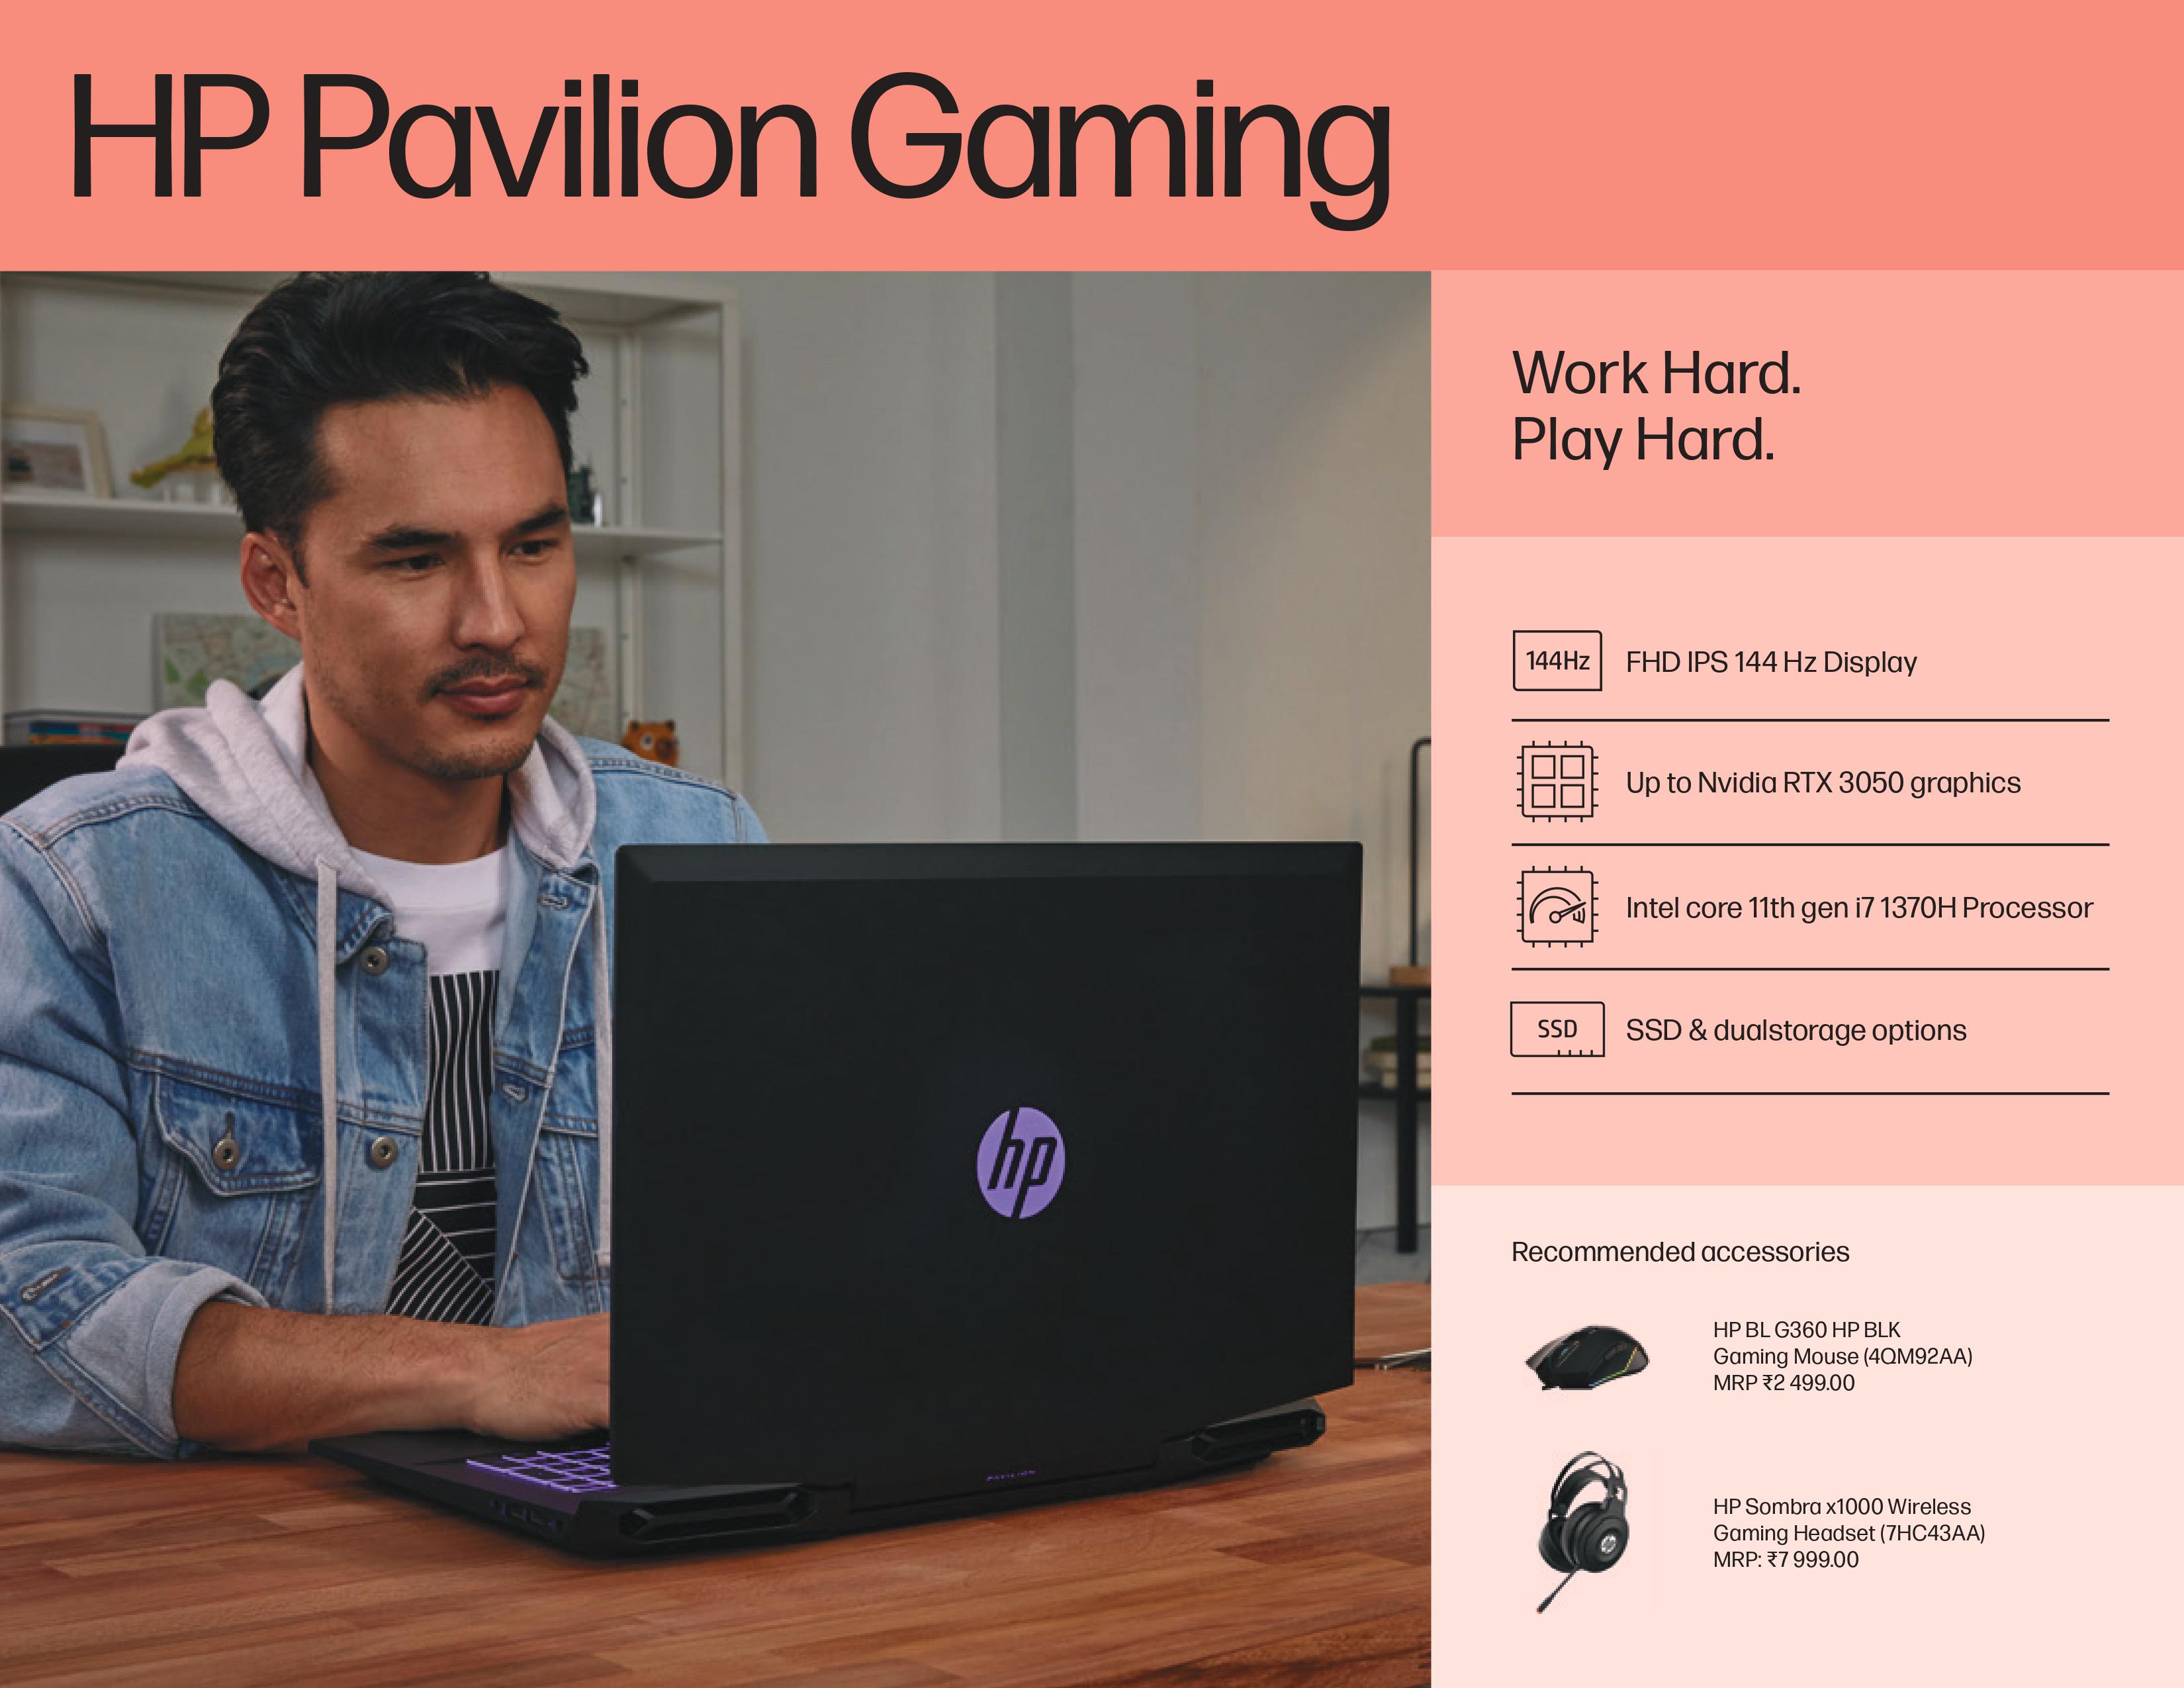 HP Pavilion Gaming
Work Hard.
Play Hard.
144Hz
FHD IPS 144 Hz Display
Up to Nvidia RTX 3050 graphics
Intel core 11th gen i7 1370H Processor
SSD
SSD & dualstorage options
hp
PAVILION
Recommended accessories
HP BL G360 HP BLK
Gaming Mouse (4QM92AA)
MRP ₹2 499.00
HP Sombra x1000 Wireless
Gaming Headset (7HC43AA)
MRP: ₹7 999.00